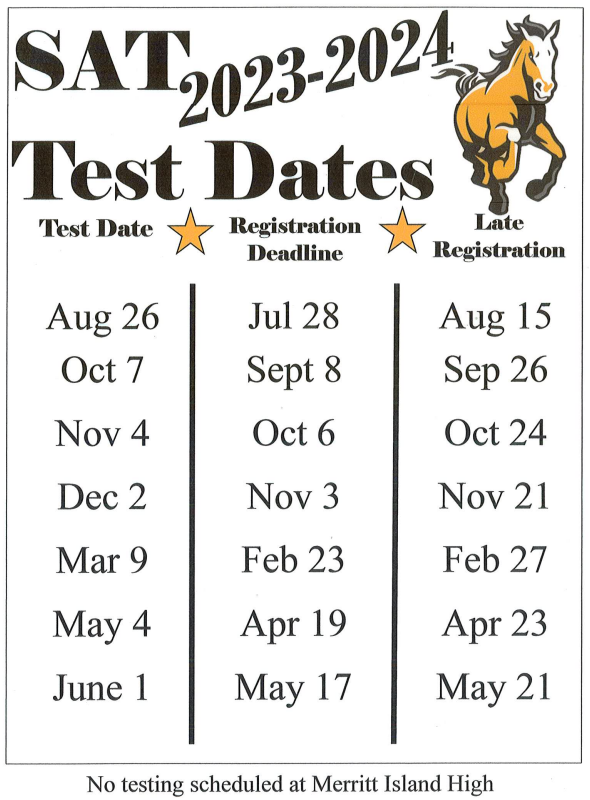 SAT 2023-2024
Test Dates
Test Date Registration Deadline Late Registration
Aug 26 Jul 28 Aug 15
Oct 7 Sept 8 Sep 26
Nov 4 Oct 6 Oct 24
Dec 2 Nov 3 Nov 21
Mar 9 Feb 23 Feb 27
May 4 Apr 19 Apr 23
June 1 May 17 May 21
No testing scheduled at Merritt Island High